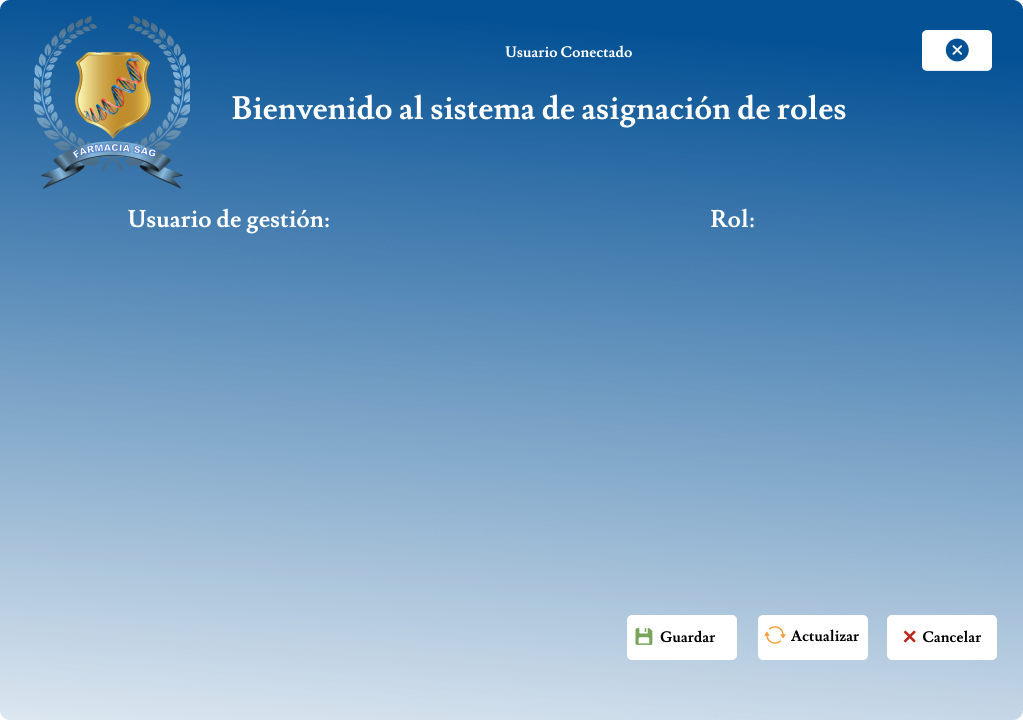 Usuario Conectado
Bienvenido al sistema de asignación de roles
FARMACIA SAG
Usuario de gestión:
Rol:
Guardar
Actualizar
Cancelar